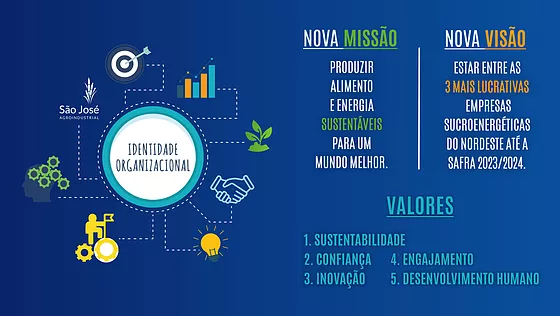 São José
AGROINDUSTRIAL
IDENTIDADE
ORGANIZACIONAL
NOVA MISSÃO
PRODUZIR
ALIMENTO
E ENERGIA
SUSTENTÁVEIS
PARA UM
MUNDO MELHOR.
NOVA VISÃO
ESTAR ENTRE AS
3 MAIS LUCRATIVAS
EMPRESAS
SUCROENERGÉTICAS
DO NORDESTE ATÉ A
SAFRA 2023/2024.
VALORES
1. SUSTENTABILIDADE
2. CONFIANÇA
3. INOVAÇÃO
4. ENGAJAMENTO
5. DESENVOLVIMENTO HUMANO